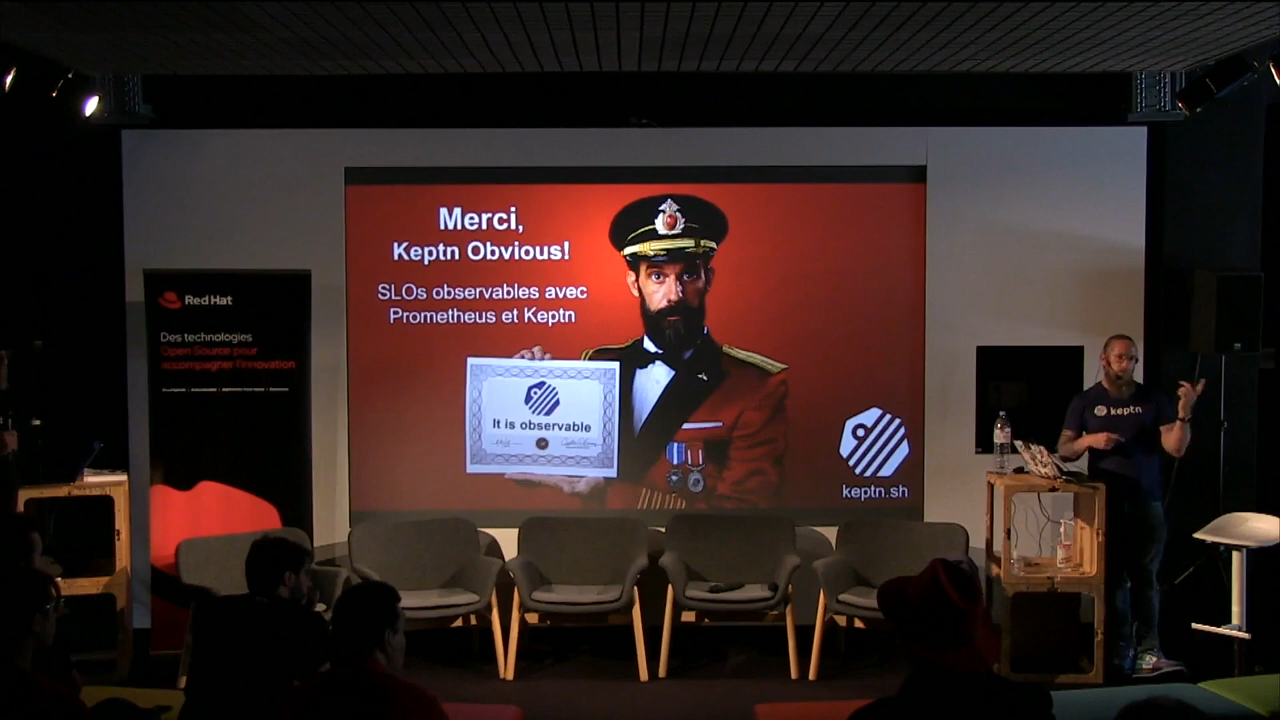 Merci,
Keptn Obvious!
SLOs observables avec
Prometheus et Keptn
It is observable
keptn.sh
Red Hat
Des technologies
Open Source pour
accompagner l'innovation
keptn